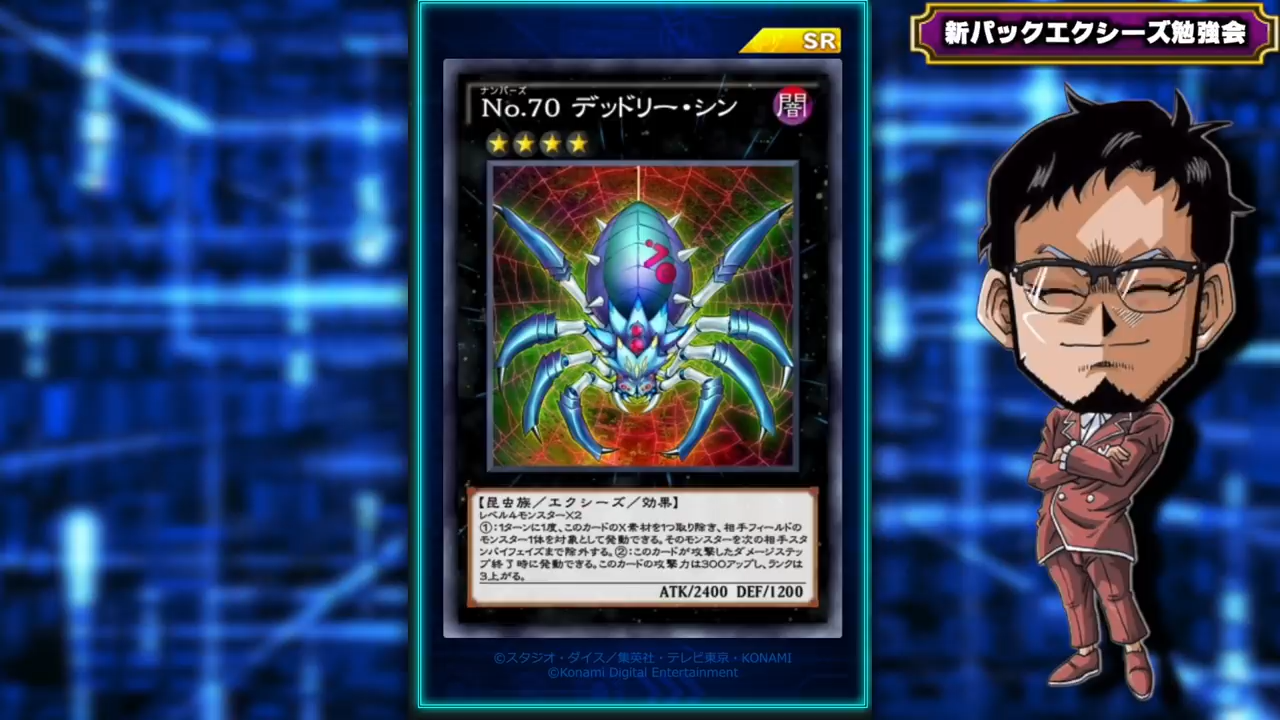 新パックエクシーズ勉強会
SR
ナンバーズ
No.70 デッドリー・シン
闇
70
【昆虫族／エクシーズ／効果】
レベル4モンスター×2
①：1ターンに1度、このカードのX素材を1つ取り除き、相手フィールドの
モンスター1体を対象として発動できる。そのモンスターを次の相手スタ
ンバイフェイズまで除外する。②：このカードが攻撃したダメージステッ
プ終了時に発動できる。このカードの攻撃力は300アップし、ランクは
3上がる。
ATK/2400 DEF/1200
©スタジオ・ダイス／集英社・テレビ東京・KONAMI
©Konami Digital Entertainment